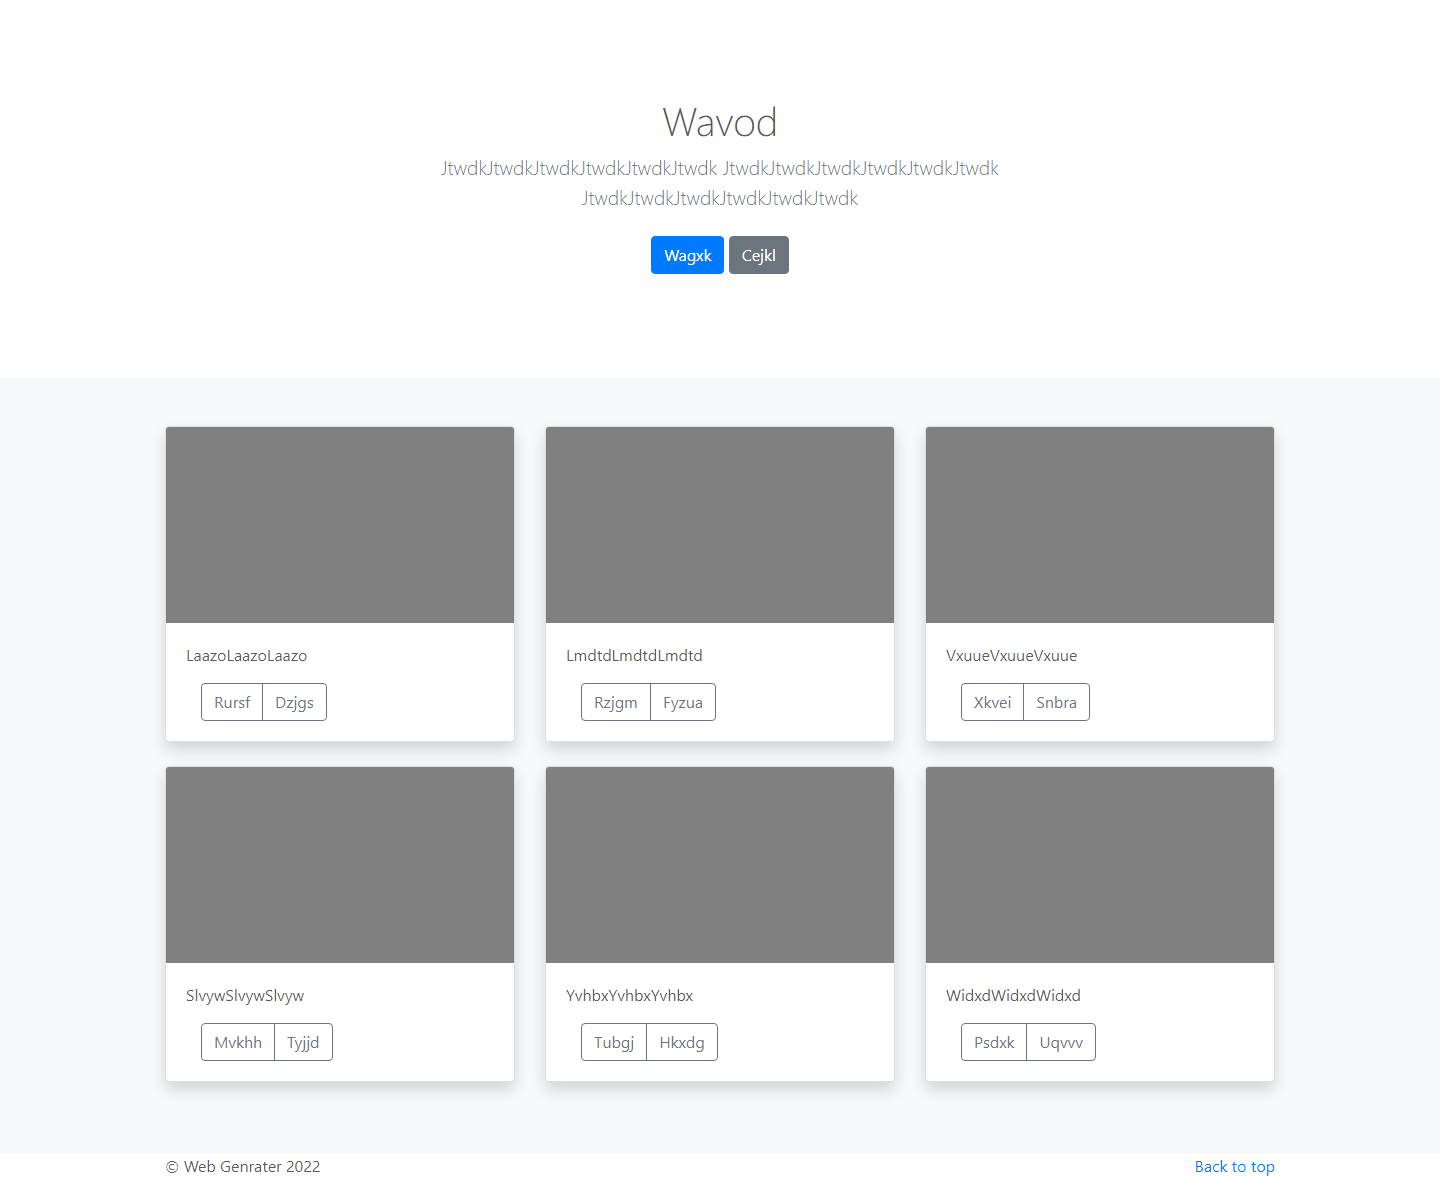 Wavod
JtwdkJtwdkJtwdkJtwdkJtwdkJtwdk JtwdkJtwdkJtwdkJtwdkJtwdkJtwdk
JtwdkJtwdkJtwdkJtwdkJtwdkJtwdk
Wagxk Cejkl
LaazoLaazoLaazo
Rursf Dzjgs
LmdtdLmdtdLmdtd
Rzjgm Fyzua
VxuueVxuueVxuue
Xkvei Snbra
SlvywSlvywSlvyw
Mvkhh Tyjjd
YvhbxYvhbxYvhbx
Tubgj Hkxdg
WidxdWidxdWidxd
Psdxk Uqvvv
© Web Genrater 2022
Back to top